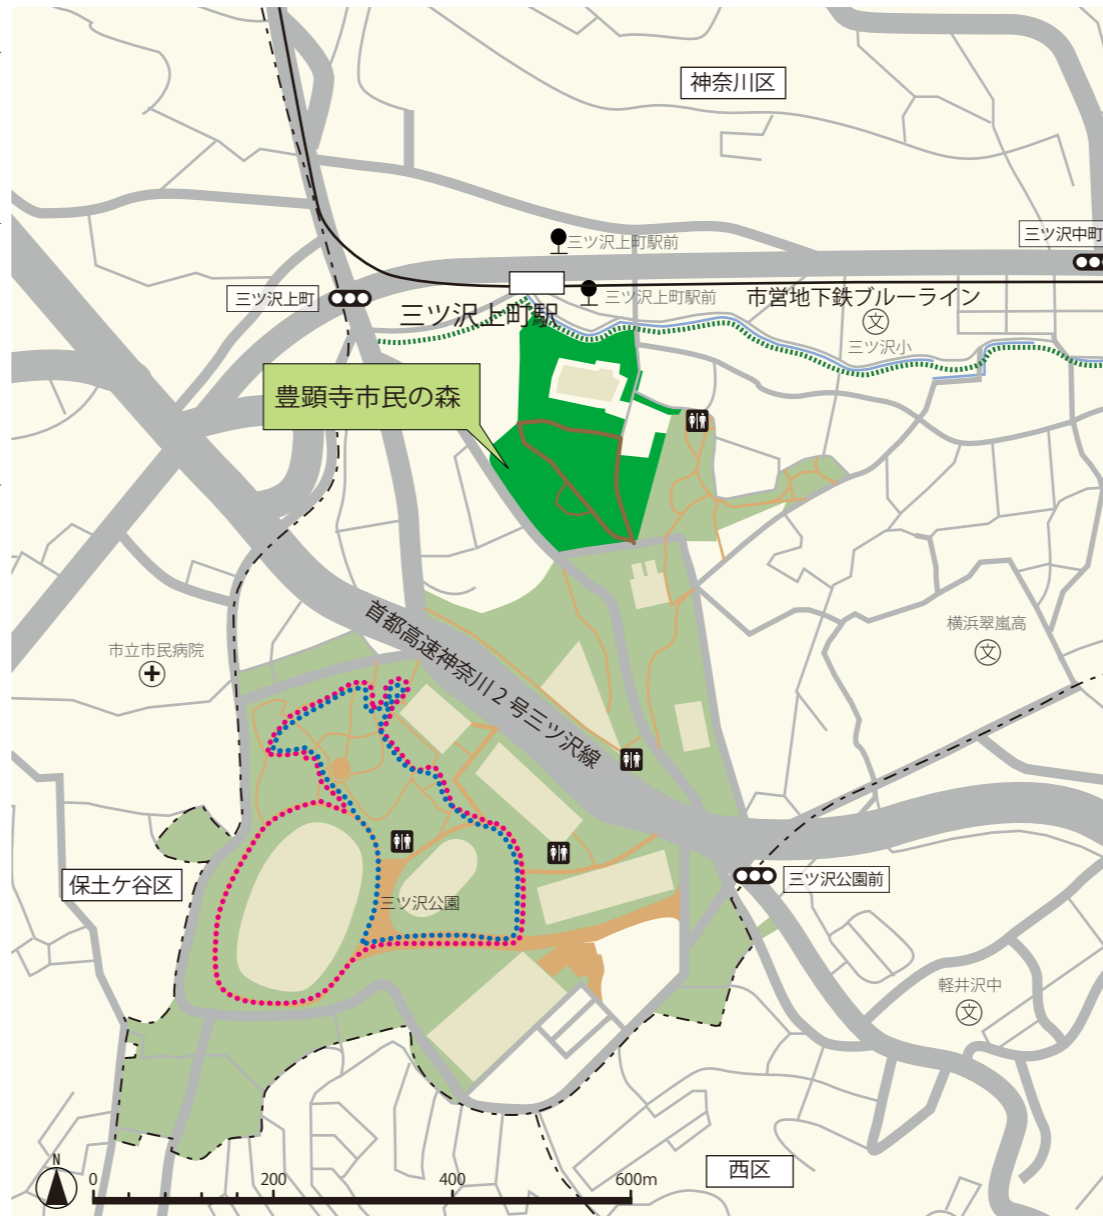 神奈川区
三ツ沢上町駅前
三ツ沢中町
三ツ沢上町
三ツ沢上町駅前
市営地下鉄ブルーライン
三ツ沢上町駅
文
三ツ沢小
豊顕寺市民の森
首都高速神奈川2号三ツ沢線
市立市民病院
横浜翠嵐高
文
保土ケ谷区
三ツ沢公園
三ツ沢公園前
軽井沢中
文
西区
N
0 200 400 600m